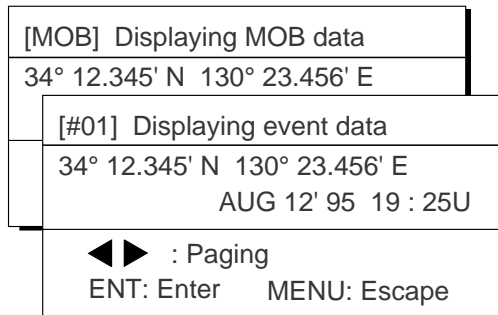 [MOB] Displaying MOB data
34° 12.345' N 130° 23.456' E
[#01] Displaying event data
34° 12.345' N 130° 23.456' E
AUG 12' 95 19 : 25U
◀ ▶ : Paging
ENT: Enter MENU: Escape